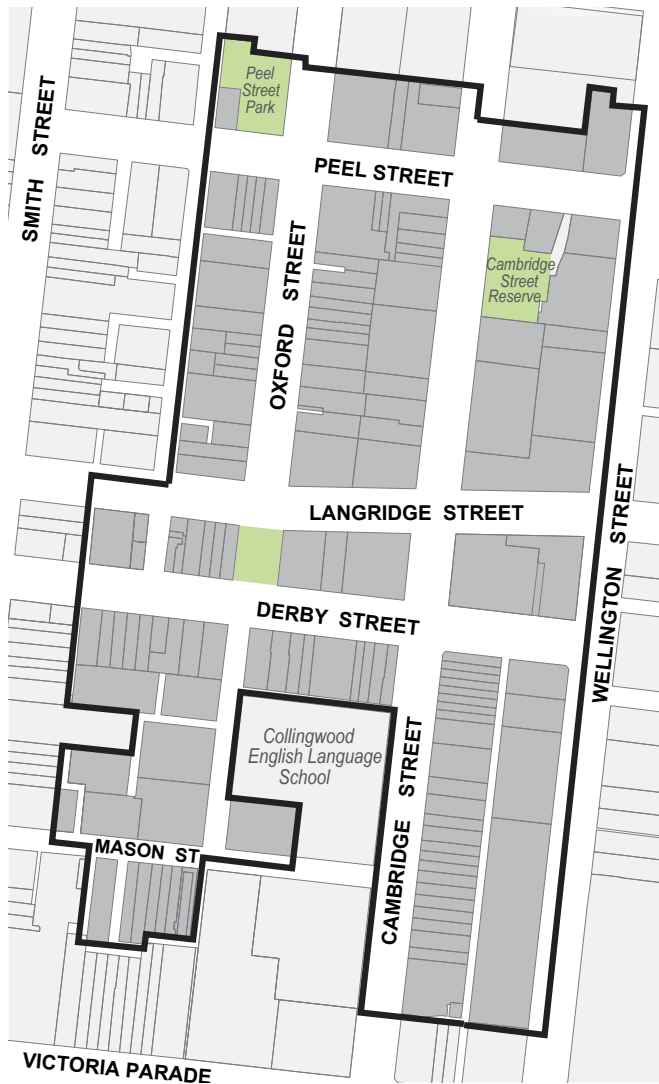 Peel
Street
Park
SMITH STREET
PEEL STREET
OXFORD STREET
Cambridge
Street
Reserve
LANGRIDGE STREET
WELLINGTON STREET
DERBY STREET
Collingwood
English Language
School
CAMBRIDGE STREET
MASON ST
VICTORIA PARADE